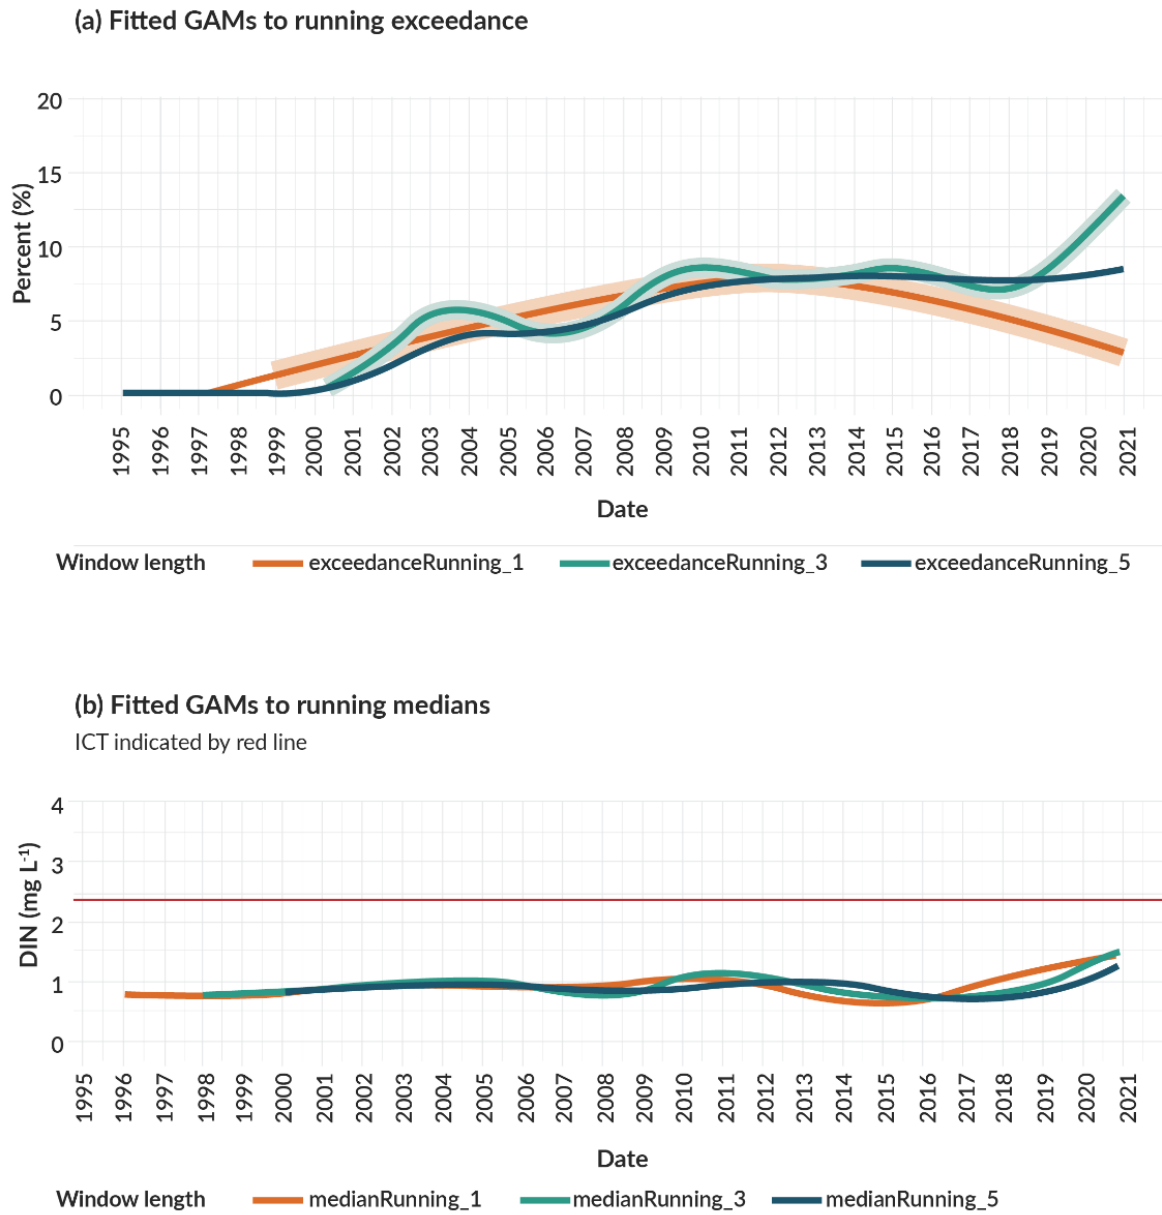 (a) Fitted GAMs to running exceedance
20
15
10
5
0
Percent (%)
1995 1996 1997 1998 1999 2000 2001 2002 2003 2004 2005 2006 2007 2008 2009 2010 2011 2012 2013 2014 2015 2016 2017 2018 2019 2020 2021
Date
Window length exceedanceRunning_1 exceedanceRunning_3 exceedanceRunning_5
(b) Fitted GAMs to running medians
ICT indicated by red line
4
3
2
1
0
DIN (mg L-1)
1995 1996 1997 1998 1999 2000 2001 2002 2003 2004 2005 2006 2007 2008 2009 2010 2011 2012 2013 2014 2015 2016 2017 2018 2019 2020 2021
Date
Window length medianRunning_1 medianRunning_3 medianRunning_5